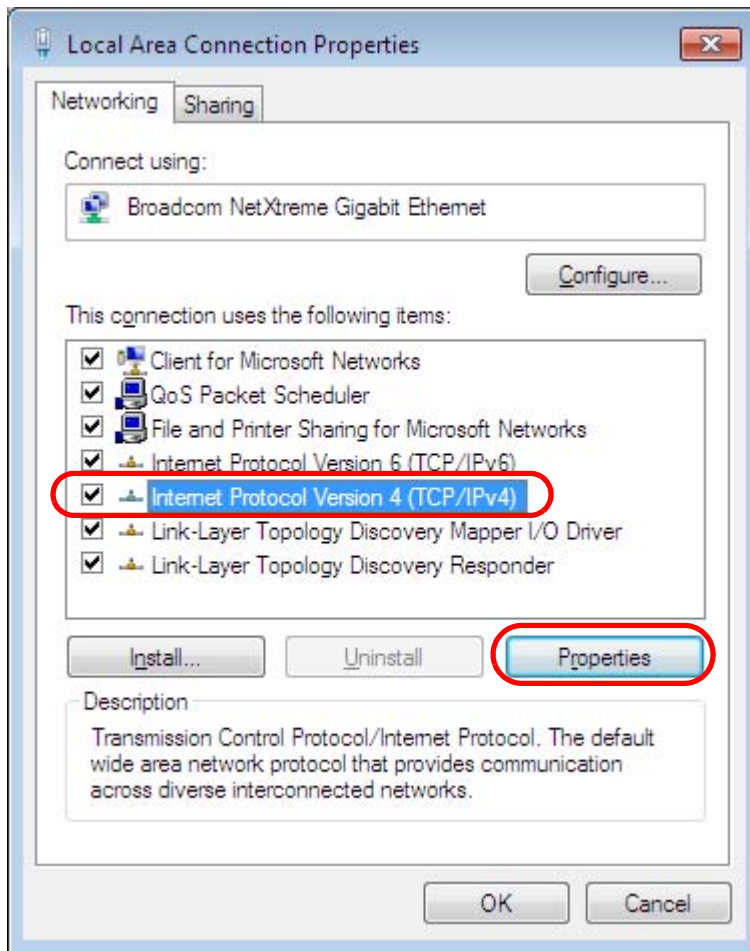 Local Area Connection Properties
Networking
Sharing
Connect using:
Broadcom NetXtreme Gigabit Ethernet
Configure...
This connection uses the following items:
Client for Microsoft Networks
QoS Packet Scheduler
File and Printer Sharing for Microsoft Networks
Internet Protocol Version 6 (TCP/IPv6)
Internet Protocol Version 4 (TCP/IPv4)
Link-Layer Topology Discovery Mapper I/O Driver
Link-Layer Topology Discovery Responder
Install...
Uninstall
Properties
Description
Transmission Control Protocol/Internet Protocol. The default
wide area network protocol that provides communication
across diverse interconnected networks.
OK
Cancel